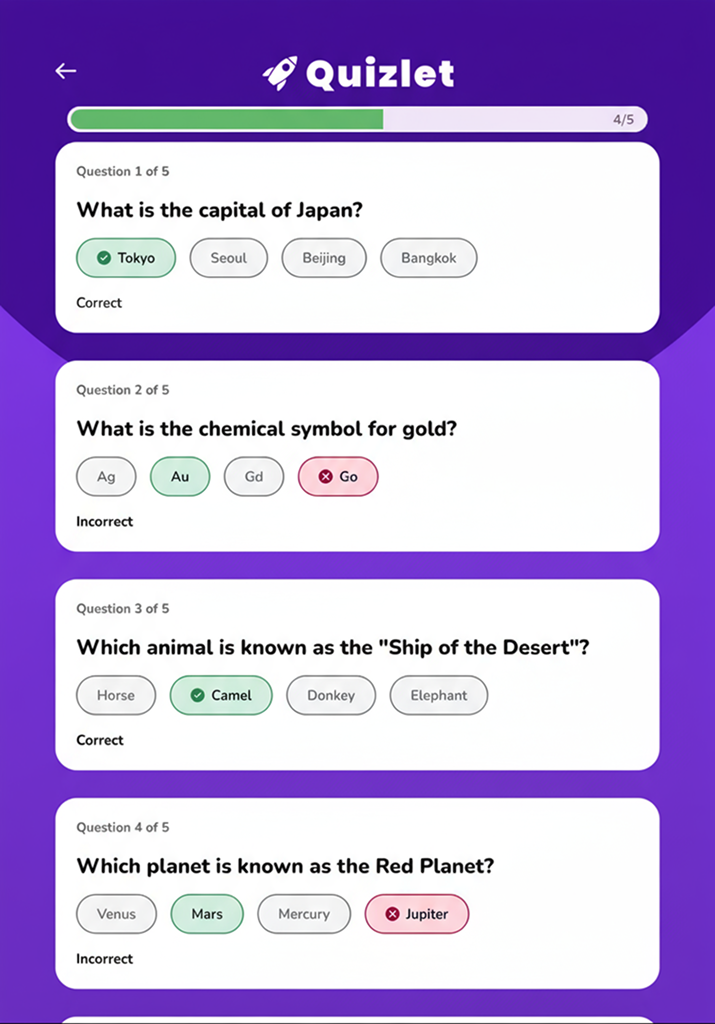 Quizlet
4/5
Question 1 of 5
What is the capital of Japan?
Tokyo Seoul Beijing Bangkok
Correct
Question 2 of 5
What is the chemical symbol for gold?
Ag Au Gd Go
Incorrect
Question 3 of 5
Which animal is known as the "Ship of the Desert"?
Horse Camel Donkey Elephant
Correct
Question 4 of 5
Which planet is known as the Red Planet?
Venus Mars Mercury Jupiter
Incorrect